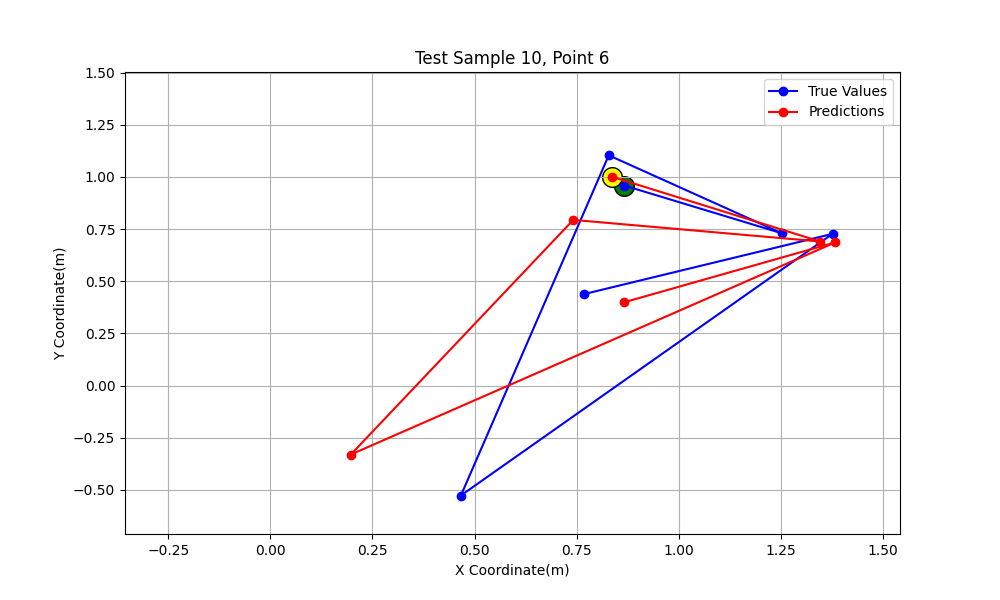 Test Sample 10, Point 6
True Values
Predictions
1.50
1.25
1.00
0.75
0.50
0.25
0.00
−0.25
−0.50
Y Coordinate(m)
−0.25 0.00 0.25 0.50 0.75 1.00 1.25 1.50
X Coordinate(m)